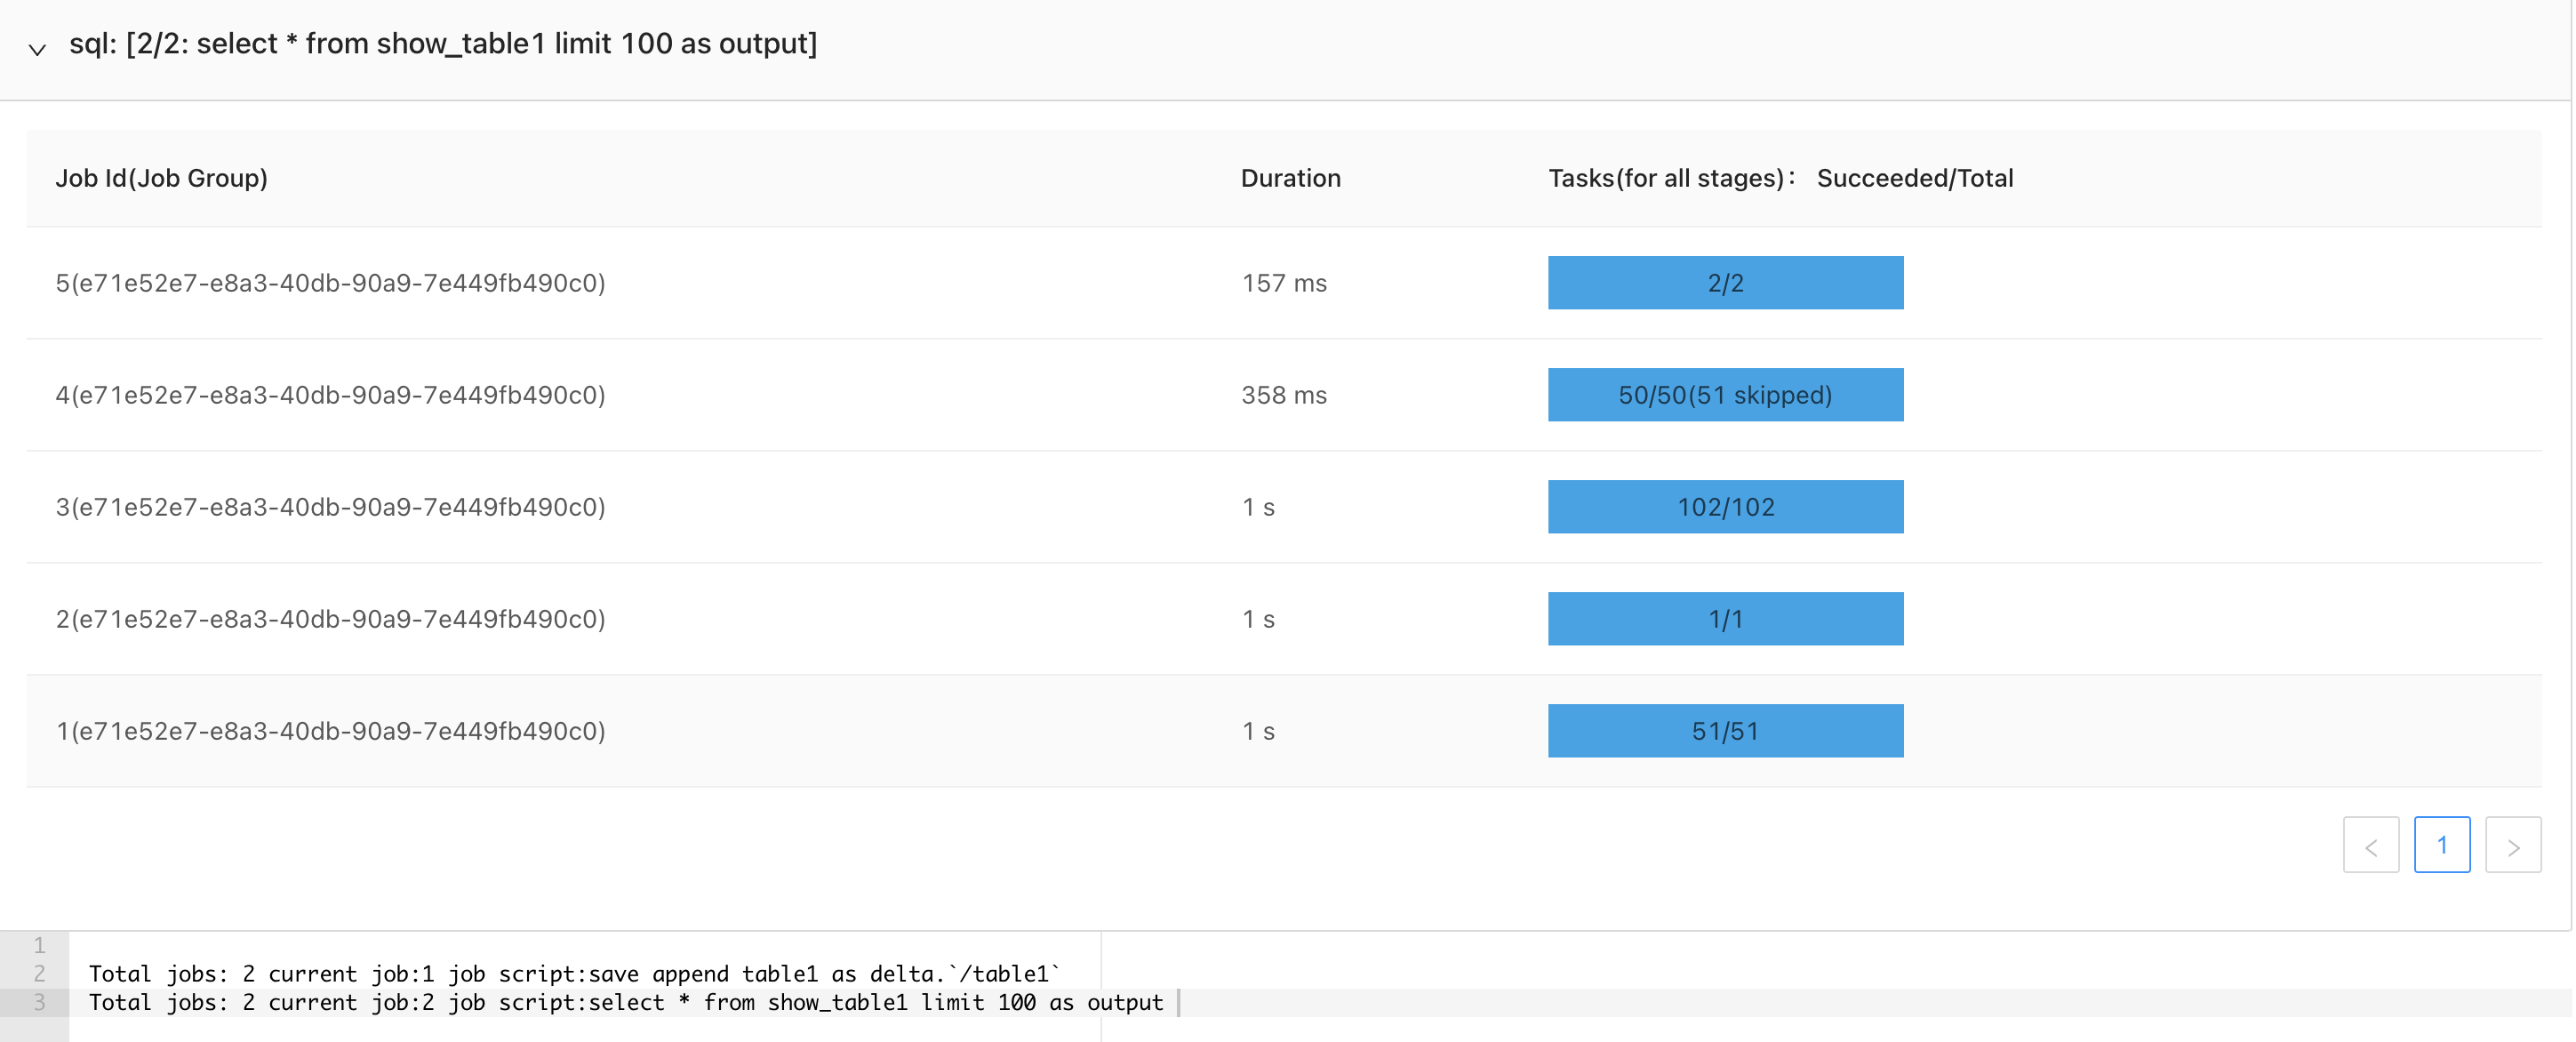 sql: [2/2: select * from show_table1 limit 100 as output]
Job Id(Job Group) Duration Tasks(for all stages)： Succeeded/Total
5(e71e52e7-e8a3-40db-90a9-7e449fb490c0) 157 ms 2/2
4(e71e52e7-e8a3-40db-90a9-7e449fb490c0) 358 ms 50/50(51 skipped)
3(e71e52e7-e8a3-40db-90a9-7e449fb490c0) 1 s 102/102
2(e71e52e7-e8a3-40db-90a9-7e449fb490c0) 1 s 1/1
1(e71e52e7-e8a3-40db-90a9-7e449fb490c0) 1 s 51/51
< 1 >
1
2 Total jobs: 2 current job:1 job script:save append table1 as delta.`/table1`
3 Total jobs: 2 current job:2 job script:select * from show_table1 limit 100 as output